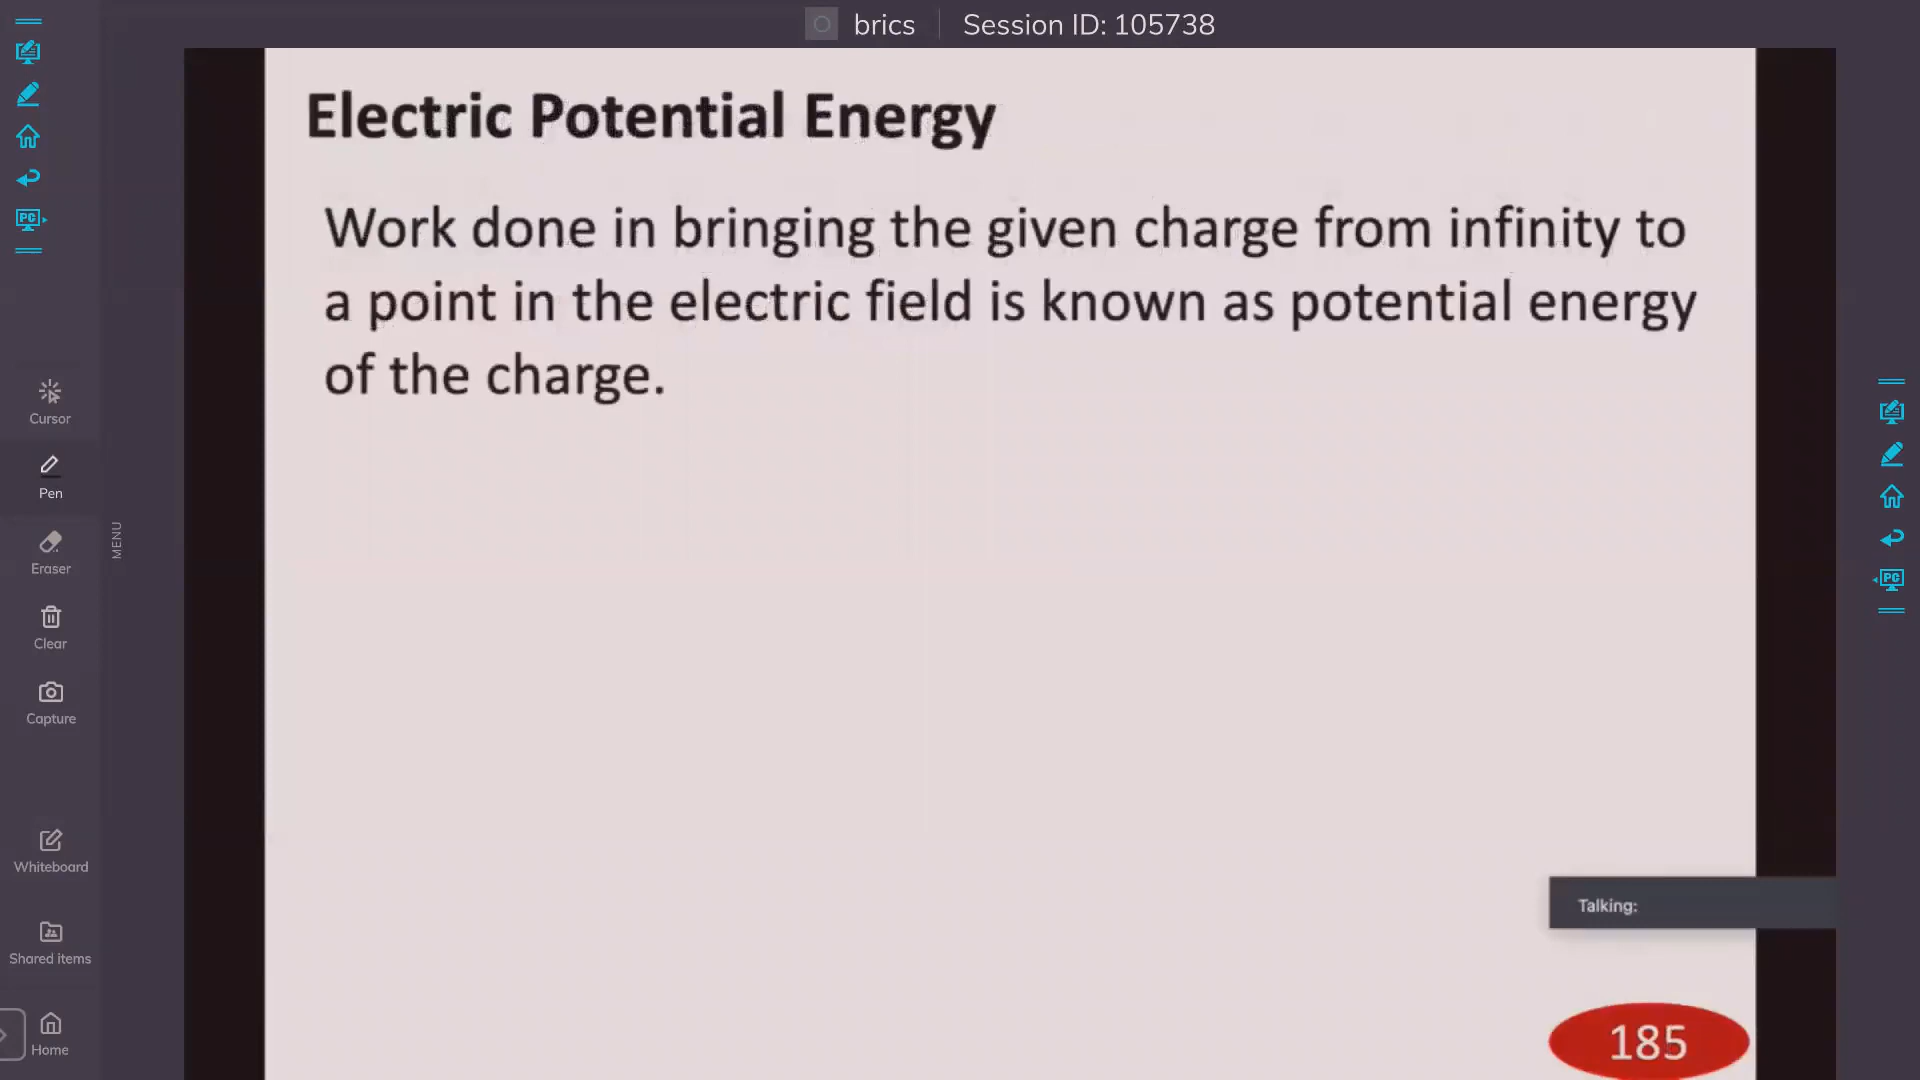 brics
Session ID: 105738
Electric Potential Energy
Work done in bringing the given charge from infinity to
a point in the electric field is known as potential energy
of the charge.
Cursor
Pen
Eraser
Clear
Capture
MENU
Whiteboard
Shared items
Home
PC
PC
Talking:
185